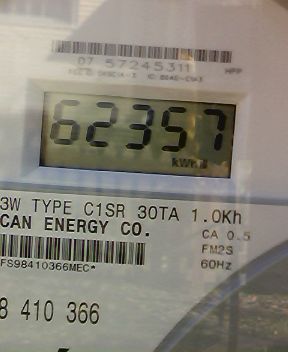 07 57245311 HPP
62357
kWh
3W TYPE C1SR 30TA 1.0Kh
CAN ENERGY CO.
CA 0.5
FM2S
FS98410366MEC*
60Hz
8 410 366